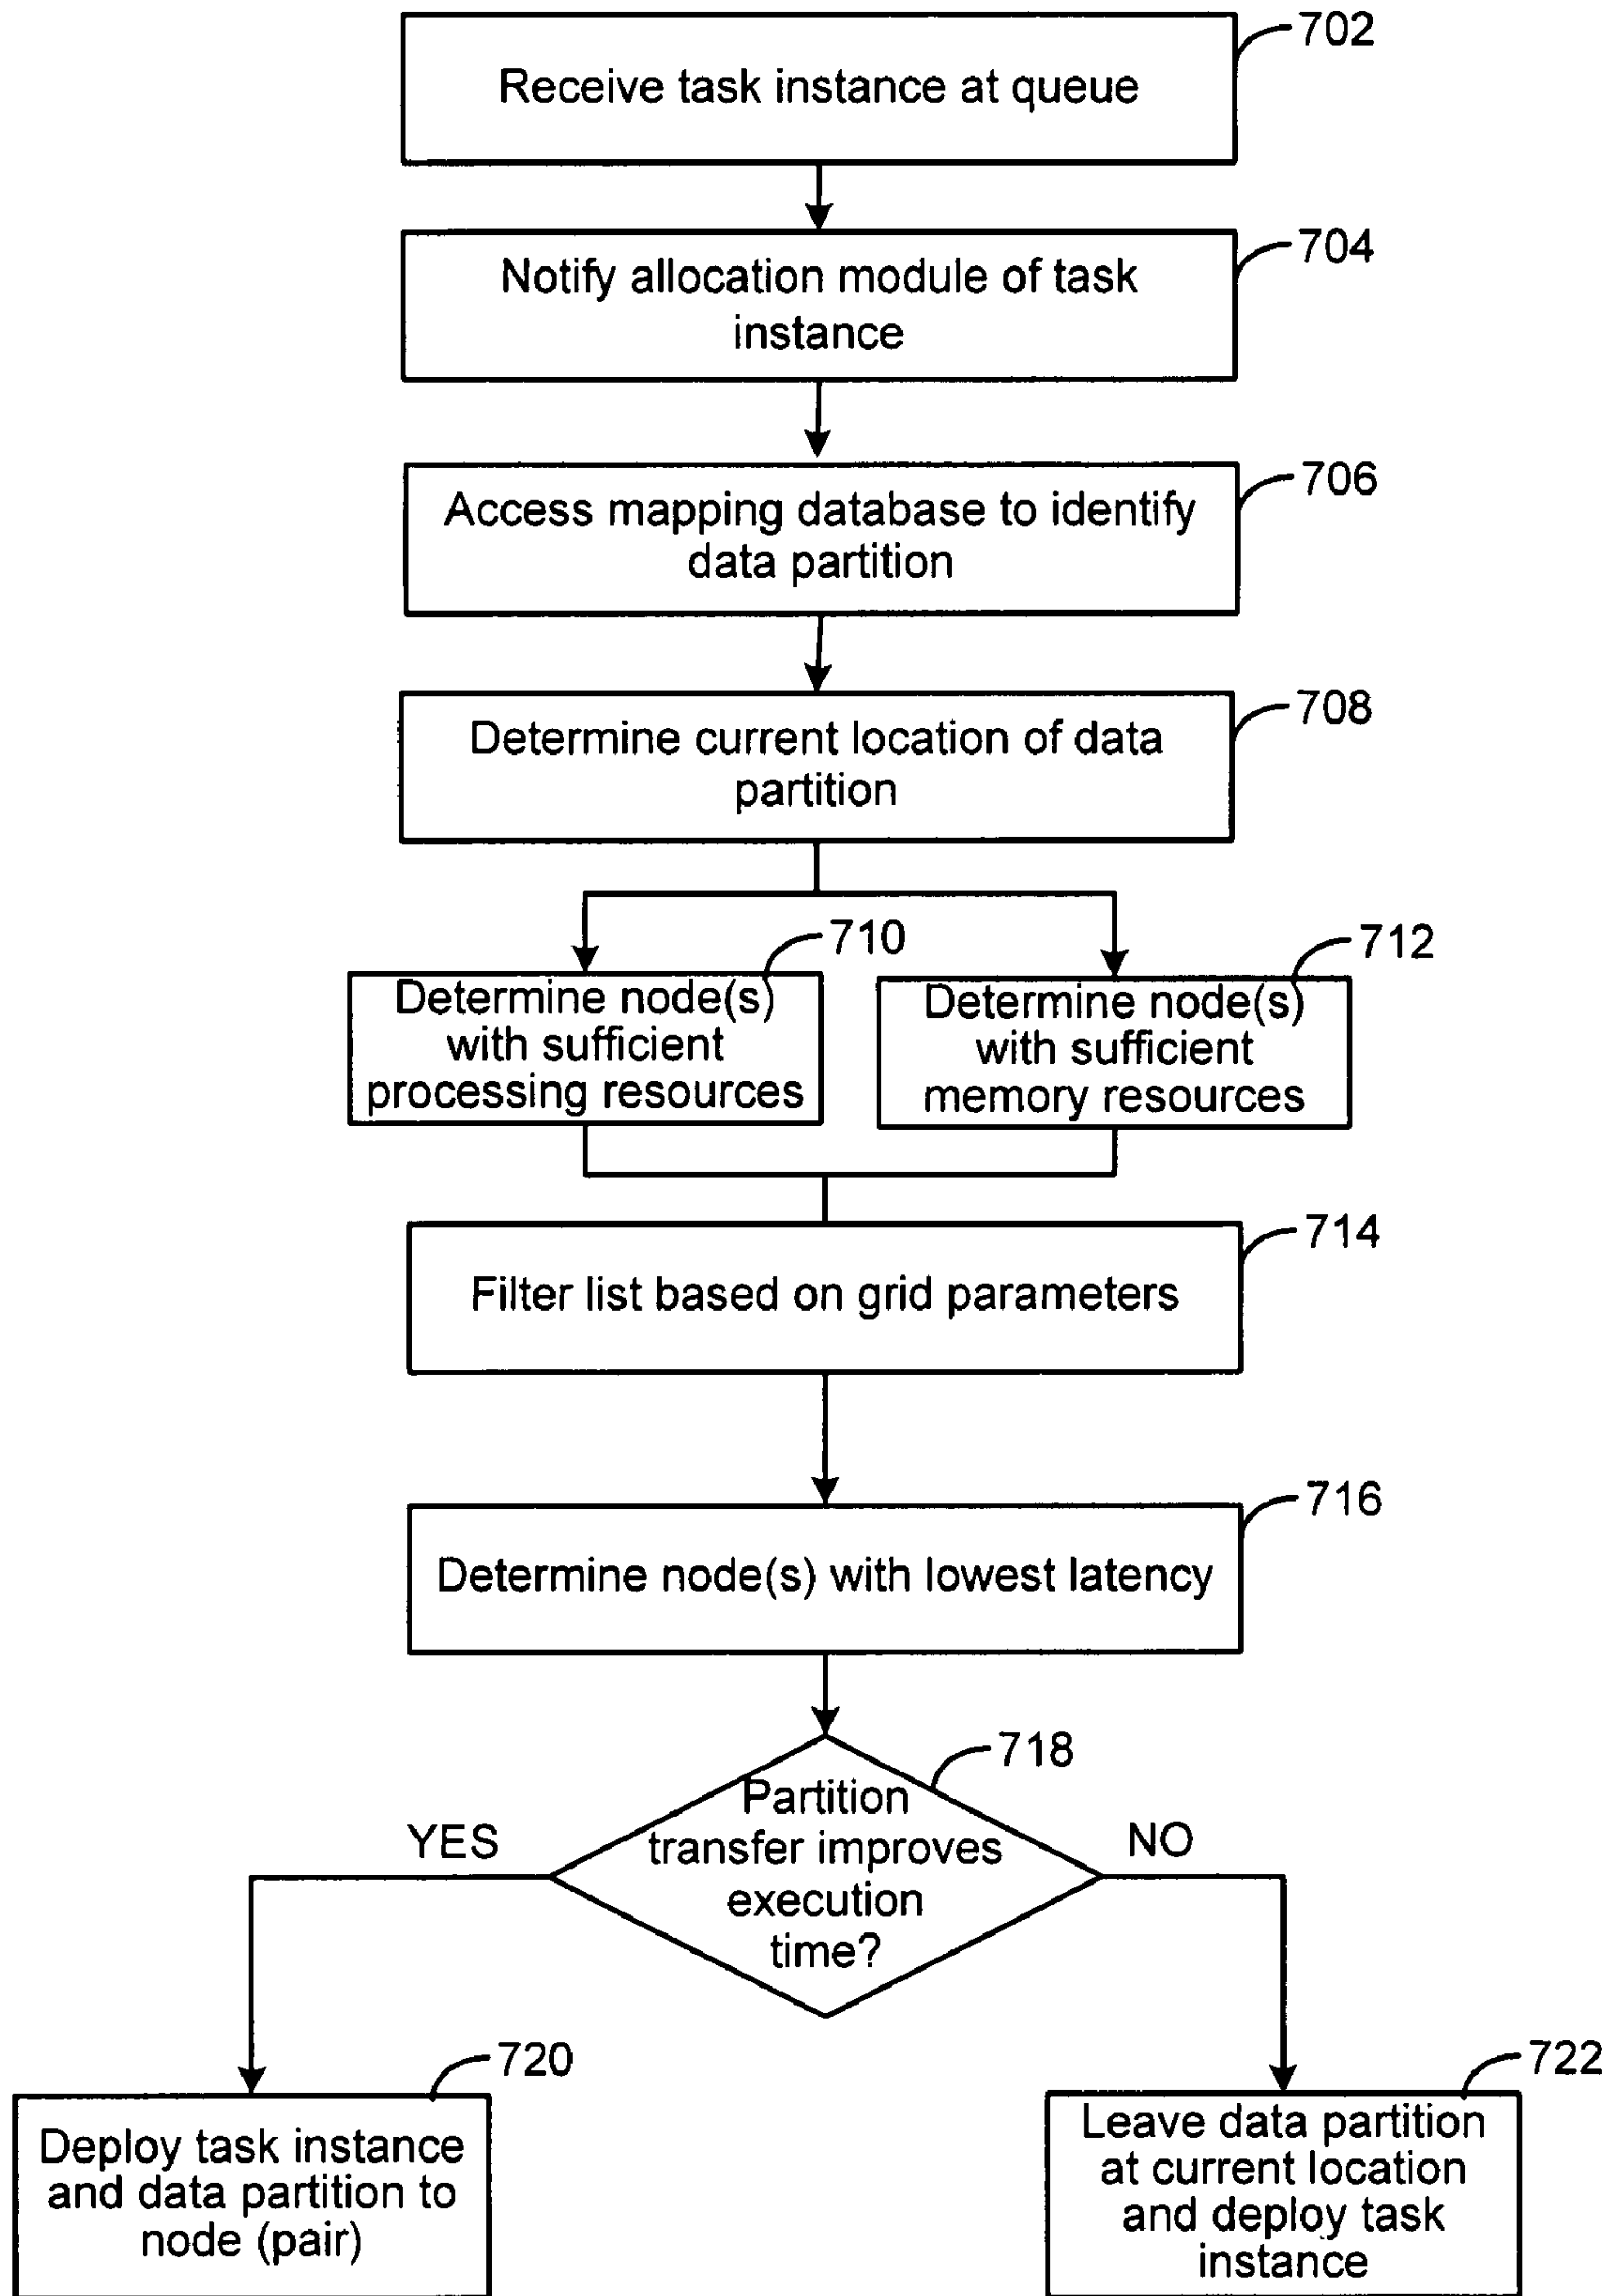 702
Receive task instance at queue
704
Notify allocation module of task
instance
706
Access mapping database to identify
data partition
708
Determine current location of data
partition
710
Determine node(s)
with sufficient
processing resources
712
Determine node(s)
with sufficient
memory resources
714
Filter list based on grid parameters
716
Determine node(s) with lowest latency
718
Partition
transfer improves
execution
time?
YES
NO
720
Deploy task instance
and data partition to
node (pair)
722
Leave data partition
at current location
and deploy task
instance